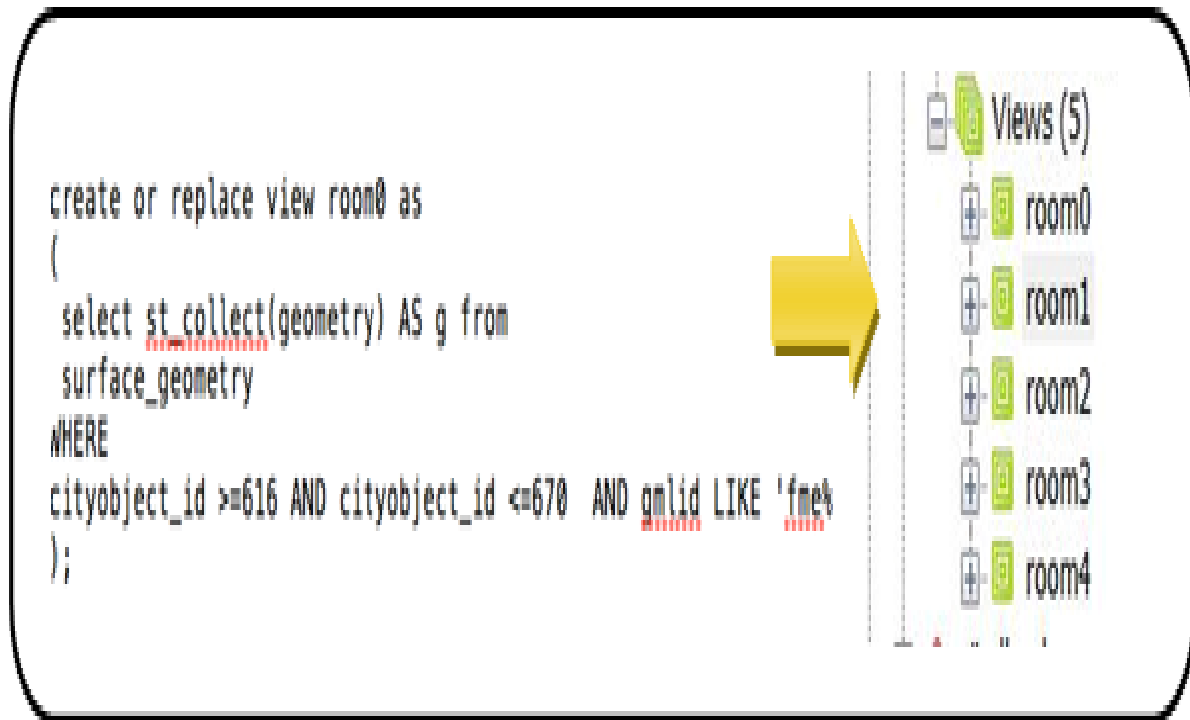 create or replace view room0 as
(
select st_collect(geometry) AS g from
surface_geometry
WHERE
cityobject_id >=616 AND cityobject_id <=670 AND gmlid LIKE 'fme%
);
Views (5)
room0
room1
room2
room3
room4